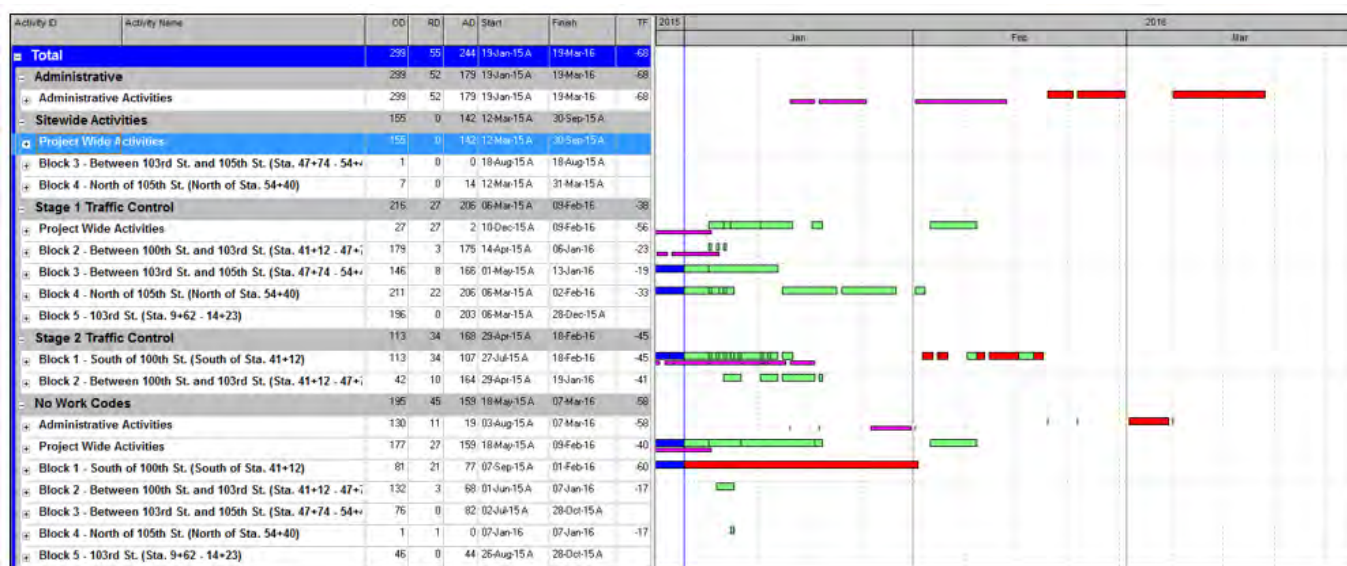 Activity ID Activity Name OD RD AD Start Finish TF 2015 2016
Jan Feb Mar
Total 299 55 244 19-Jan-15 A 19-Mar-16 -68
Administrative 299 52 179 19-Jan-15 A 19-Mar-16 -68
Administrative Activities 299 52 179 19-Jan-15 A 19-Mar-16 -68
Sitewide Activities 155 0 142 12-Mar-15 A 30-Sep-15 A
Project Wide Activities 155 0 142 12-Mar-15 A 30-Sep-15 A
Block 3 - Between 103rd St. and 105th St. (Sta. 47+74 - 54+4 1 0 0 18-Aug-15 A 18-Aug-15 A
Block 4 - North of 105th St. (North of Sta. 54+40) 7 0 14 12-Mar-15 A 31-Mar-15 A
Stage 1 Traffic Control 216 27 206 06-Mar-15 A 09-Feb-16 -38
Project Wide Activities 27 27 2 10-Dec-15 A 09-Feb-16 -56
Block 2 - Between 100th St. and 103rd St. (Sta. 41+12 - 47+7 179 3 175 14-Apr-15 A 06-Jan-16 -23
Block 3 - Between 103rd St. and 105th St. (Sta. 47+74 - 54+4 146 8 166 01-May-15 A 13-Jan-16 -19
Block 4 - North of 105th St. (North of Sta. 54+40) 211 22 206 06-Mar-15 A 02-Feb-16 -33
Block 5 - 103rd St. (Sta. 9+62 - 14+23) 196 0 203 06-Mar-15 A 28-Dec-15 A
Stage 2 Traffic Control 113 34 168 29-Apr-15 A 18-Feb-16 -45
Block 1 - South of 100th St. (South of Sta. 41+12) 113 34 107 27-Jul-15 A 18-Feb-16 -45
Block 2 - Between 100th St. and 103rd St. (Sta. 41+12 - 47+7 42 10 164 29-Apr-15 A 19-Jan-16 -41
No Work Codes 195 45 159 18-May-15 A 07-Mar-16 -58
Administrative Activities 130 11 19 03-Aug-15 A 07-Mar-16 -58
Project Wide Activities 177 27 159 18-May-15 A 09-Feb-16 -40
Block 1 - South of 100th St. (South of Sta. 41+12) 81 21 77 07-Sep-15 A 01-Feb-16 -60
Block 2 - Between 100th St. and 103rd St. (Sta. 41+12 - 47+7 132 3 68 01-Jun-15 A 07-Jan-16 -17
Block 3 - Between 103rd St. and 105th St. (Sta. 47+74 - 54+4 76 0 82 02-Jul-15 A 28-Oct-15 A
Block 4 - North of 105th St. (North of Sta. 54+40) 1 1 0 07-Jan-16 07-Jan-16 -17
Block 5 - 103rd St. (Sta. 9+62 - 14+23) 46 0 44 26-Aug-15 A 28-Oct-15 A